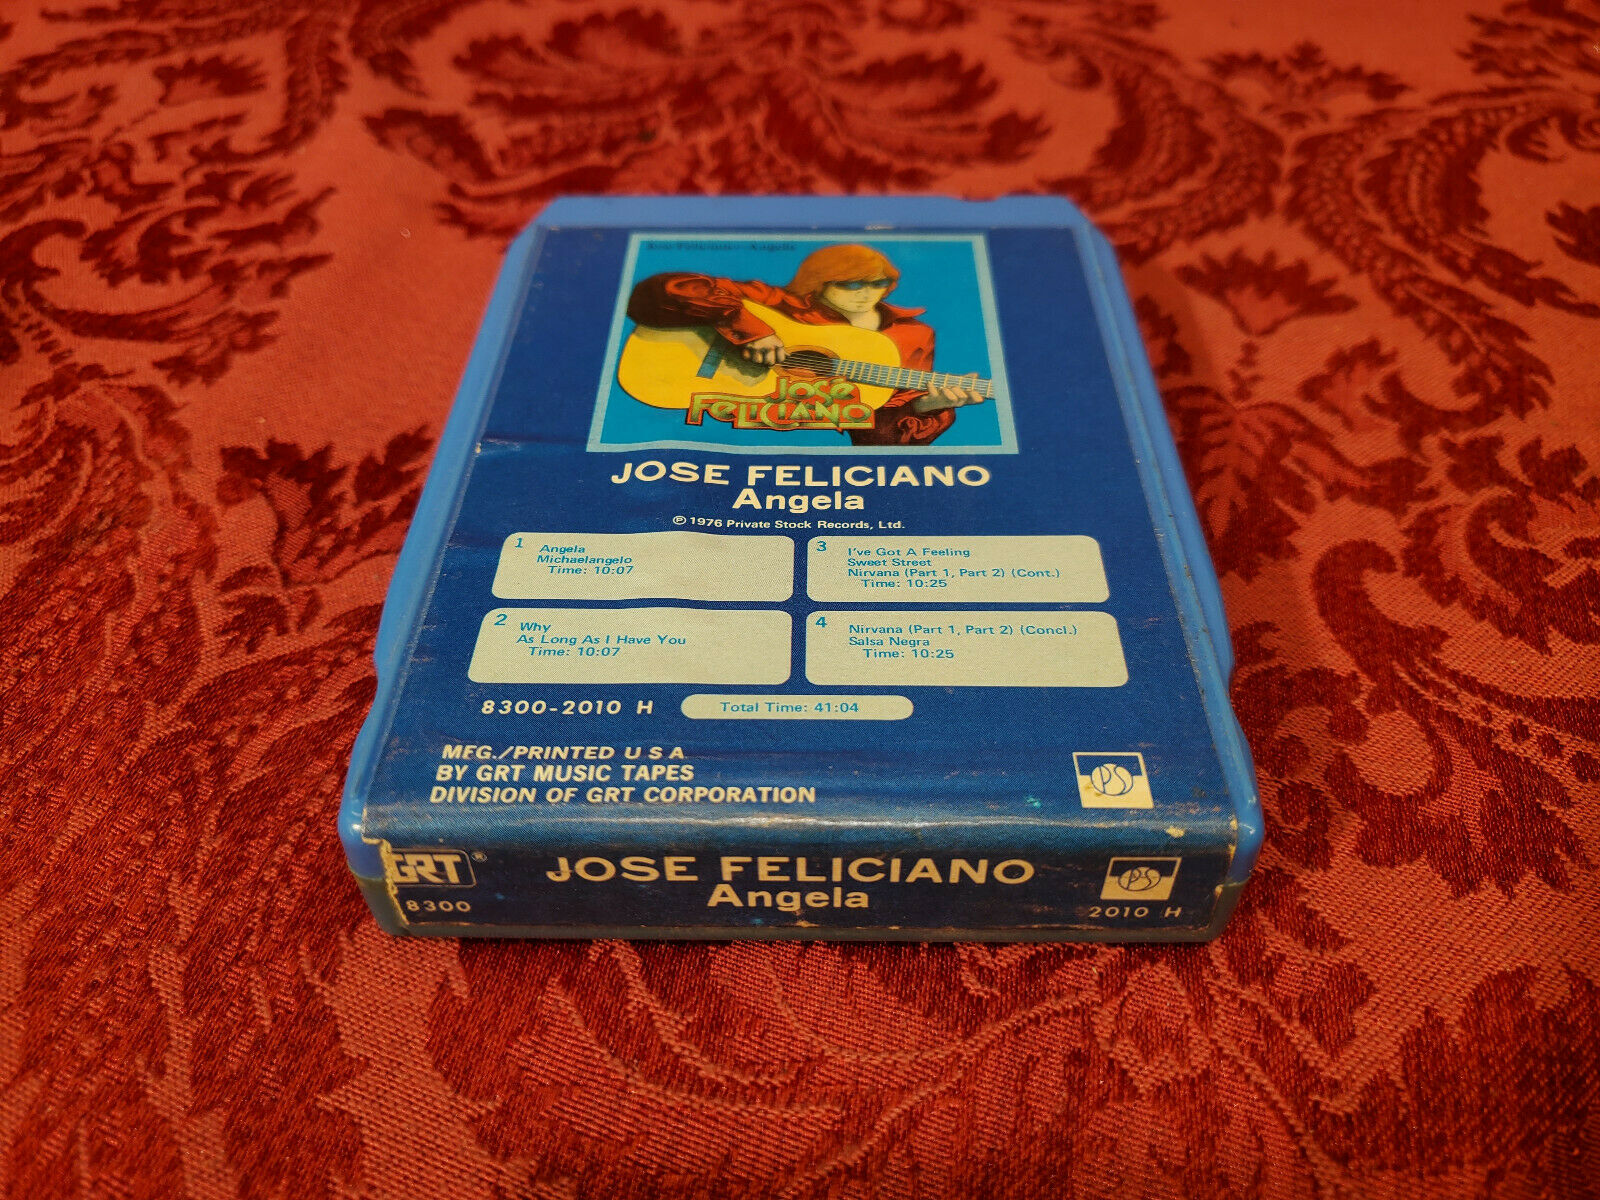 Jose Feliciano - Angela
José
FELICIANO
JOSE FELICIANO
Angela
℗ 1976 Private Stock Records, Ltd.
1
Angela
Michaelangelo
Time: 10:07
2
Why
As Long As I Have You
Time: 10:07
3
I've Got A Feeling
Sweet Street
Nirvana (Part 1, Part 2) (Cont.)
Time: 10:25
4
Nirvana (Part 1, Part 2) (Concl.)
Salsa Negra
Time: 10:25
8300-2010 H
Total Time: 41:04
MFG./PRINTED U S A
BY GRT MUSIC TAPES
DIVISION OF GRT CORPORATION
PS
GRT®
8300
JOSE FELICIANO
Angela
PS
2010 H